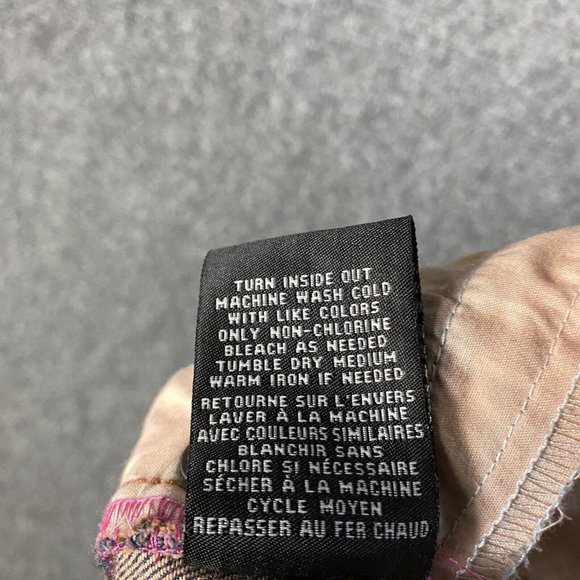 TURN INSIDE OUT
MACHINE WASH COLD
WITH LIKE COLORS
ONLY NON-CHLORINE
BLEACH AS NEEDED
TUMBLE DRY MEDIUM
WARM IRON IF NEEDED
RETOURNE SUR L'ENVERS
LAVER À LA MACHINE
AVEC COULEURS SIMILAIRES
BLANCHIR SANS
CHLORE SI NÉCESSAIRE
SÉCHER À LA MACHINE
CYCLE MOYEN
REPASSER AU FER CHAUD